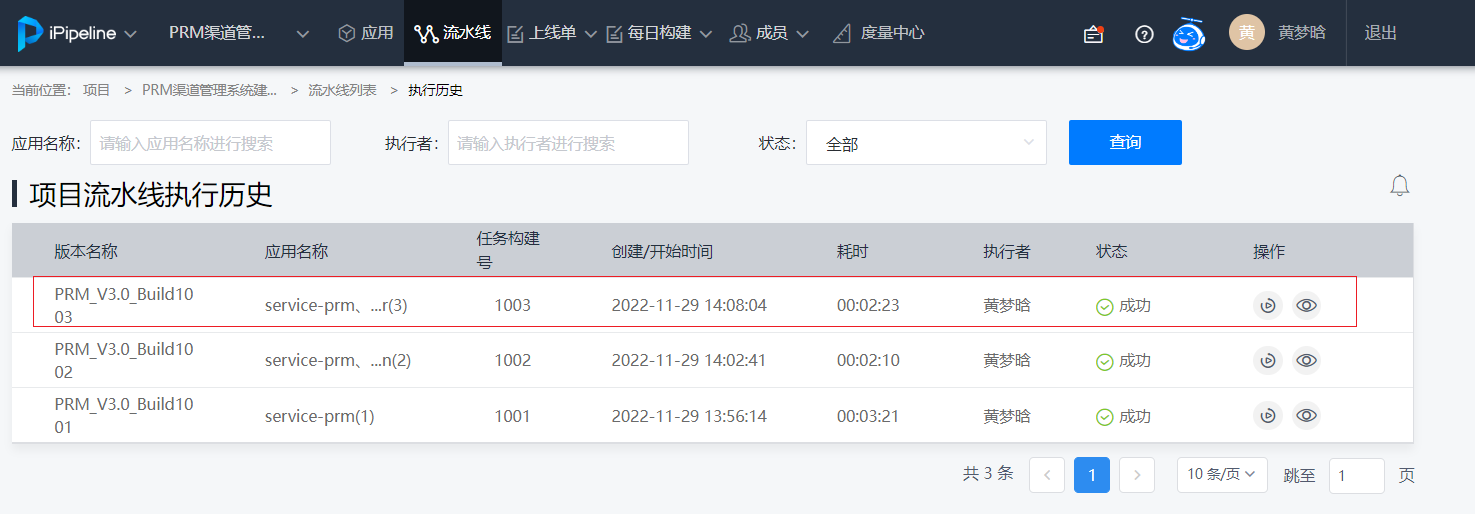 iPipeline PRM渠道管... 应用 流水线 上线单 每日构建 成员 度量中心 黄 黄梦晗 退出
当前位置： 项目 > PRM渠道管理系统建... > 流水线列表 > 执行历史
应用名称： 请输入应用名称进行搜索 执行者： 请输入执行者进行搜索 状态： 全部 查询
项目流水线执行历史
版本名称 应用名称 任务构建号 创建/开始时间 耗时 执行者 状态 操作
PRM_V3.0_Build1003 service-prm、...r(3) 1003 2022-11-29 14:08:04 00:02:23 黄梦晗 成功
PRM_V3.0_Build1002 service-prm、...n(2) 1002 2022-11-29 14:02:41 00:02:10 黄梦晗 成功
PRM_V3.0_Build1001 service-prm(1) 1001 2022-11-29 13:56:14 00:03:21 黄梦晗 成功
共 3 条 < 1 > 10 条/页 跳至 1 页